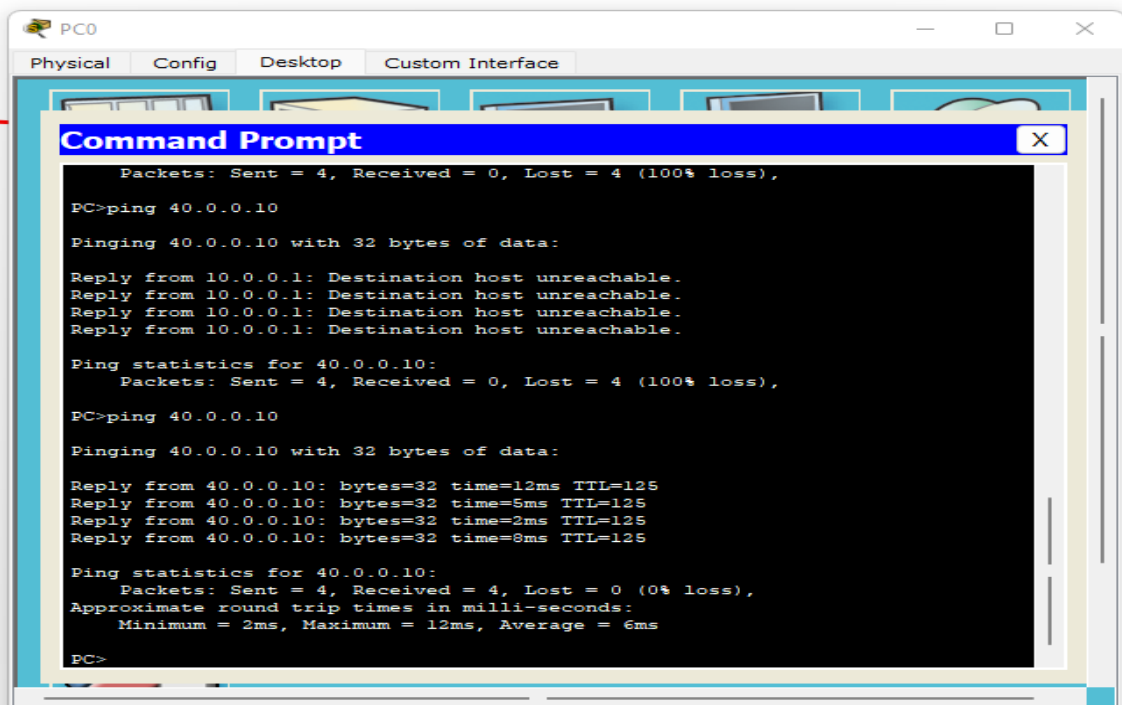 PC0
Physical Config Desktop Custom Interface
Command Prompt X
Packets: Sent = 4, Received = 0, Lost = 4 (100% loss),
PC>ping 40.0.0.10
Pinging 40.0.0.10 with 32 bytes of data:
Reply from 10.0.0.1: Destination host unreachable.
Reply from 10.0.0.1: Destination host unreachable.
Reply from 10.0.0.1: Destination host unreachable.
Reply from 10.0.0.1: Destination host unreachable.
Ping statistics for 40.0.0.10:
Packets: Sent = 4, Received = 0, Lost = 4 (100% loss),
PC>ping 40.0.0.10
Pinging 40.0.0.10 with 32 bytes of data:
Reply from 40.0.0.10: bytes=32 time=12ms TTL=125
Reply from 40.0.0.10: bytes=32 time=5ms TTL=125
Reply from 40.0.0.10: bytes=32 time=2ms TTL=125
Reply from 40.0.0.10: bytes=32 time=8ms TTL=125
Ping statistics for 40.0.0.10:
Packets: Sent = 4, Received = 4, Lost = 0 (0% loss),
Approximate round trip times in milli-seconds:
Minimum = 2ms, Maximum = 12ms, Average = 6ms
PC>